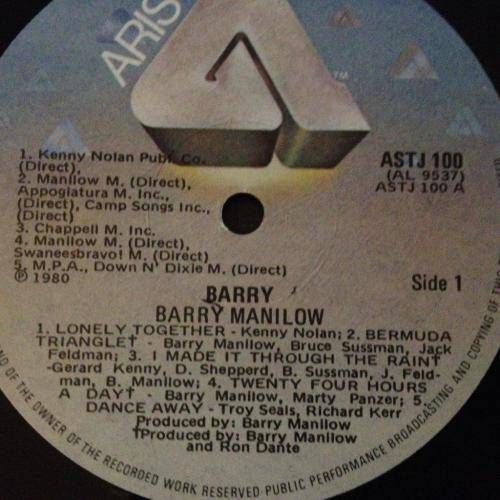 ARIS
TM
1. Kenny Nolan Publ. Co.
(Direct),
2. Manilow M. (Direct),
Appogiatura M. Inc.,
(Direct), Camp Songs Inc.,
(Direct)
3. Chappell M. Inc.
4. Manilow M. (Direct),
Swaneesbravo! M. (Direct)
5. M.P.A., Down N' Dixie M. (Direct)
℗ 1980
ASTJ 100
(AL 9537)
ASTJ 100 A
Side 1
BARRY
BARRY MANILOW
1. LONELY TOGETHER - Kenny Nolan; 2. BERMUDA
TRIANGLE† - Barry Manilow, Bruce Sussman, Jack
Feldman; 3. I MADE IT THROUGH THE RAIN†
-Gerard Kenny, D. Shepperd, B. Sussman, J. Feld-
man, B. Manilow; 4. TWENTY FOUR HOURS
A DAY† - Barry Manilow, Marty Panzer; 5.
DANCE AWAY - Troy Seals, Richard Kerr
Produced by: Barry Manilow
†Produced by: Barry Manilow
and Ron Dante
AND OF THE OWNER OF THE RECORDED WORK RESERVED·PUBLIC PERFORMANCE BROADCASTING AND COPYING OF